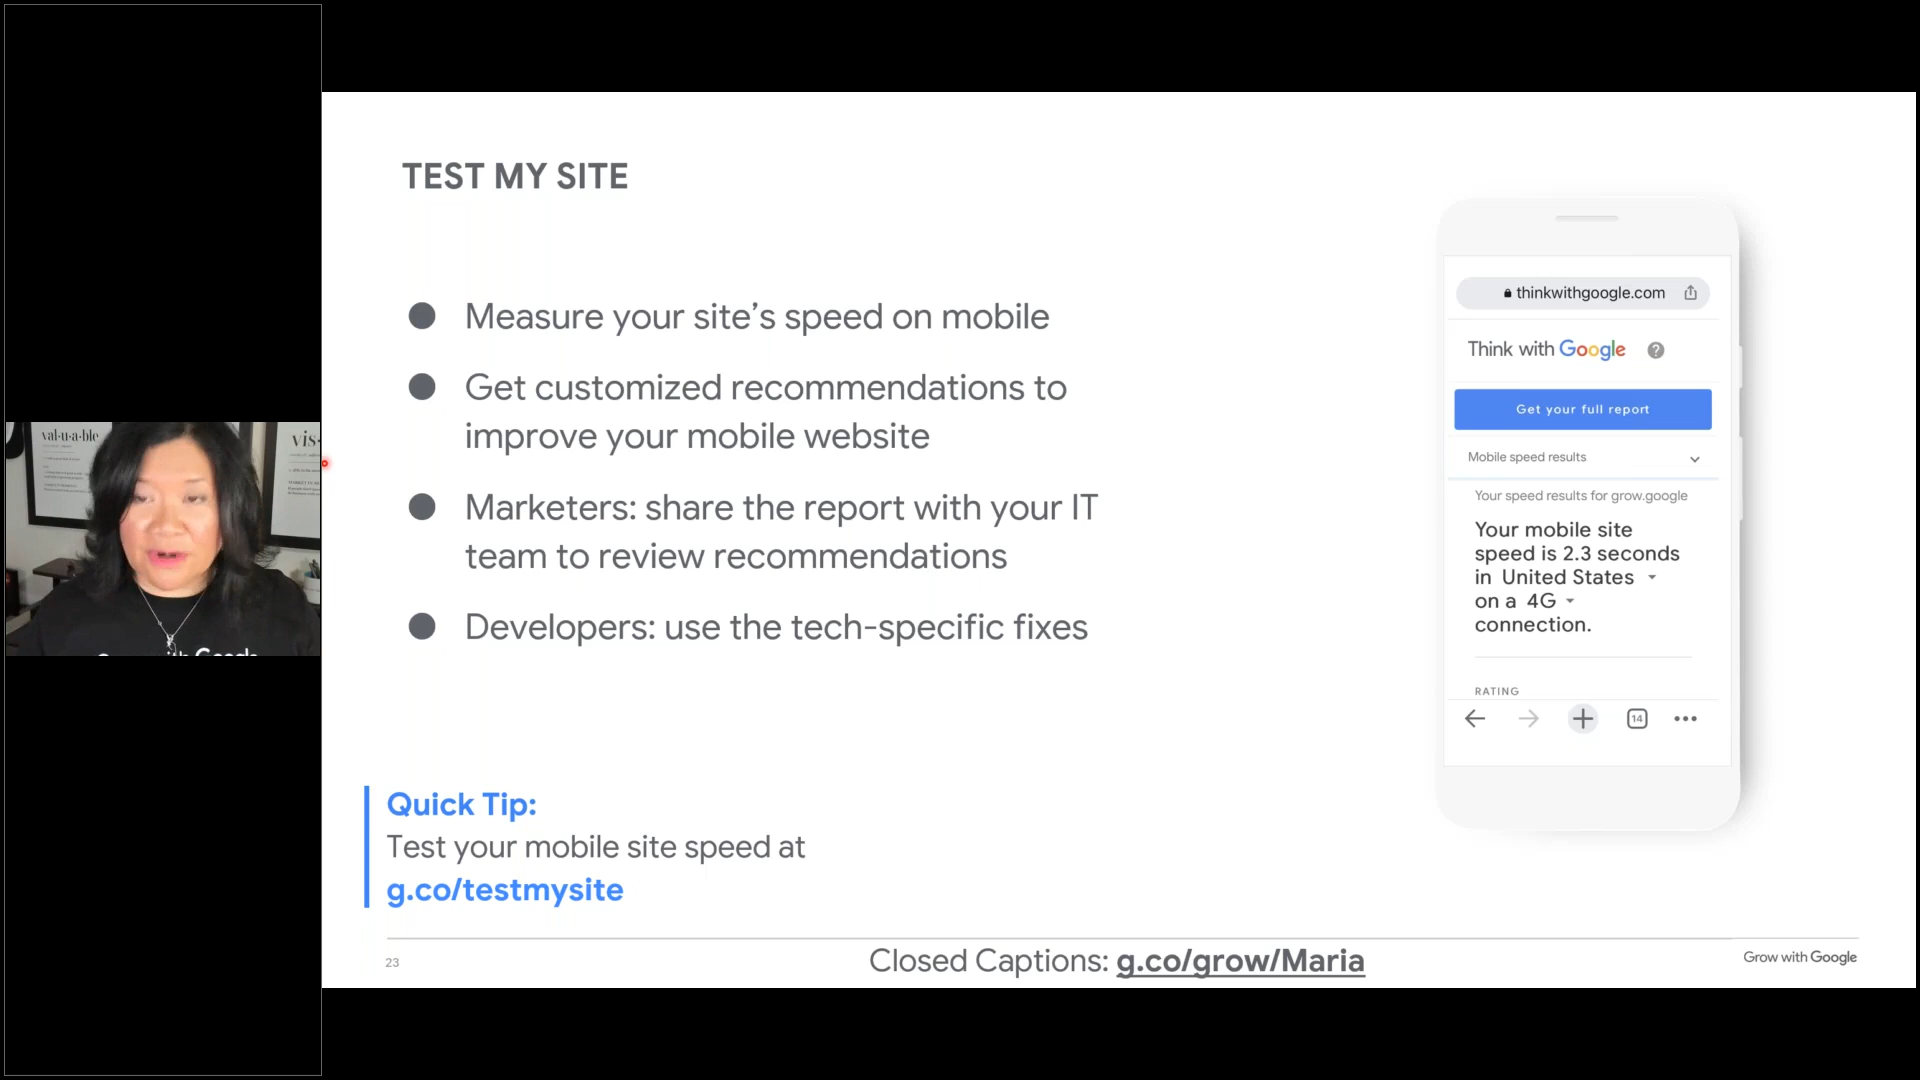 TEST MY SITE
● Measure your site’s speed on mobile
● Get customized recommendations to
improve your mobile website
● Marketers: share the report with your IT
team to review recommendations
● Developers: use the tech-specific fixes
Quick Tip:
Test your mobile site speed at
g.co/testmysite
23
Closed Captions: g.co/grow/Maria
Grow with Google
thinkwithgoogle.com
Think with Google ?
Get your full report
Mobile speed results
Your speed results for grow.google
Your mobile site
speed is 2.3 seconds
in United States
on a 4G
connection.
RATING
14
val·u·a·ble
vis·
with Google